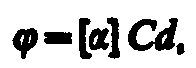 φ = [α] Cd,